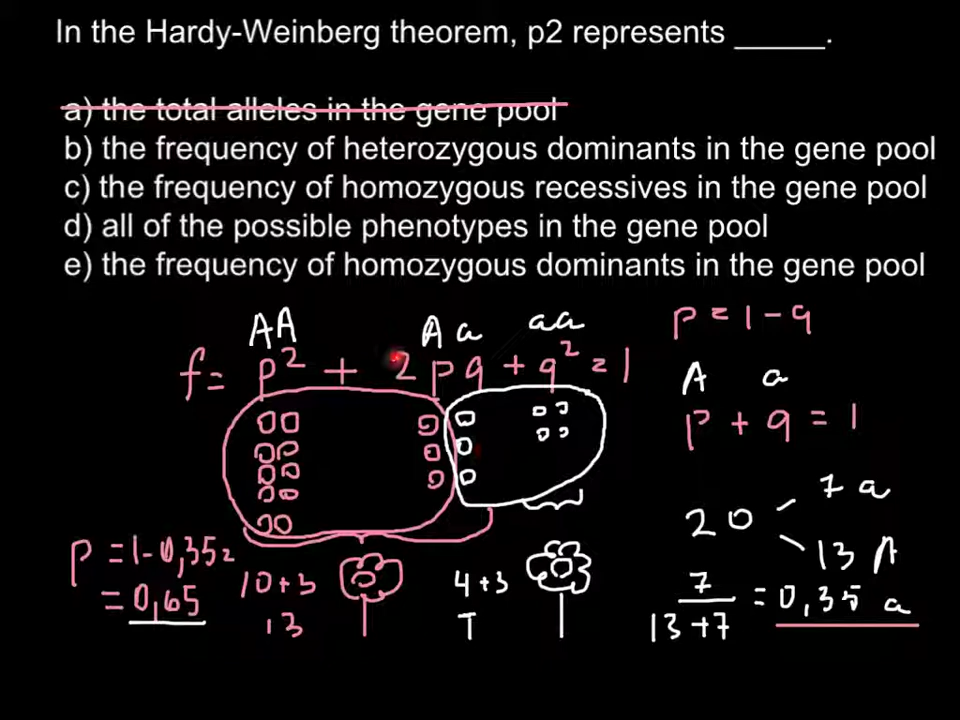 In the Hardy-Weinberg theorem, p2 represents _____.
a) the total alleles in the gene pool
b) the frequency of heterozygous dominants in the gene pool
c) the frequency of homozygous recessives in the gene pool
d) all of the possible phenotypes in the gene pool
e) the frequency of homozygous dominants in the gene pool
AA Aa aa
f = p² + 2pq + q² = 1
p = 1 - q
A a
p + q = 1
20
7 a
13 A
p = 1 - 0,35 =
= 0,65
10 + 3
13
4 + 3
7
7
13 + 7
= 0,35 a